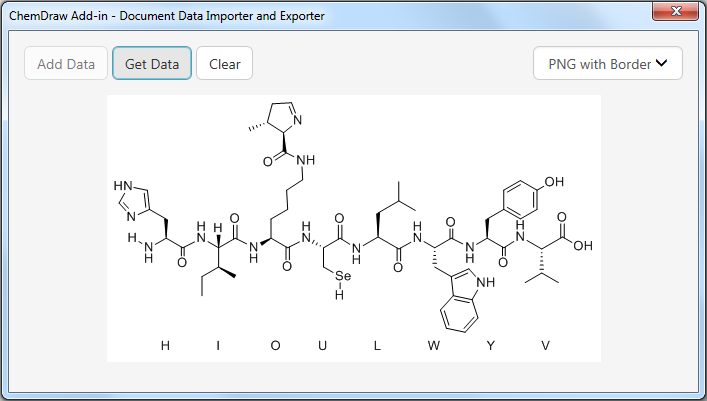 ChemDraw Add-in - Document Data Importer and Exporter
Add Data Get Data Clear PNG with Border
N
O NH
HN
N
OH
H N H O H N O H N O H N O
H N H O N H O N H O N H O OH
Se
H
NH
H I O U L W Y V